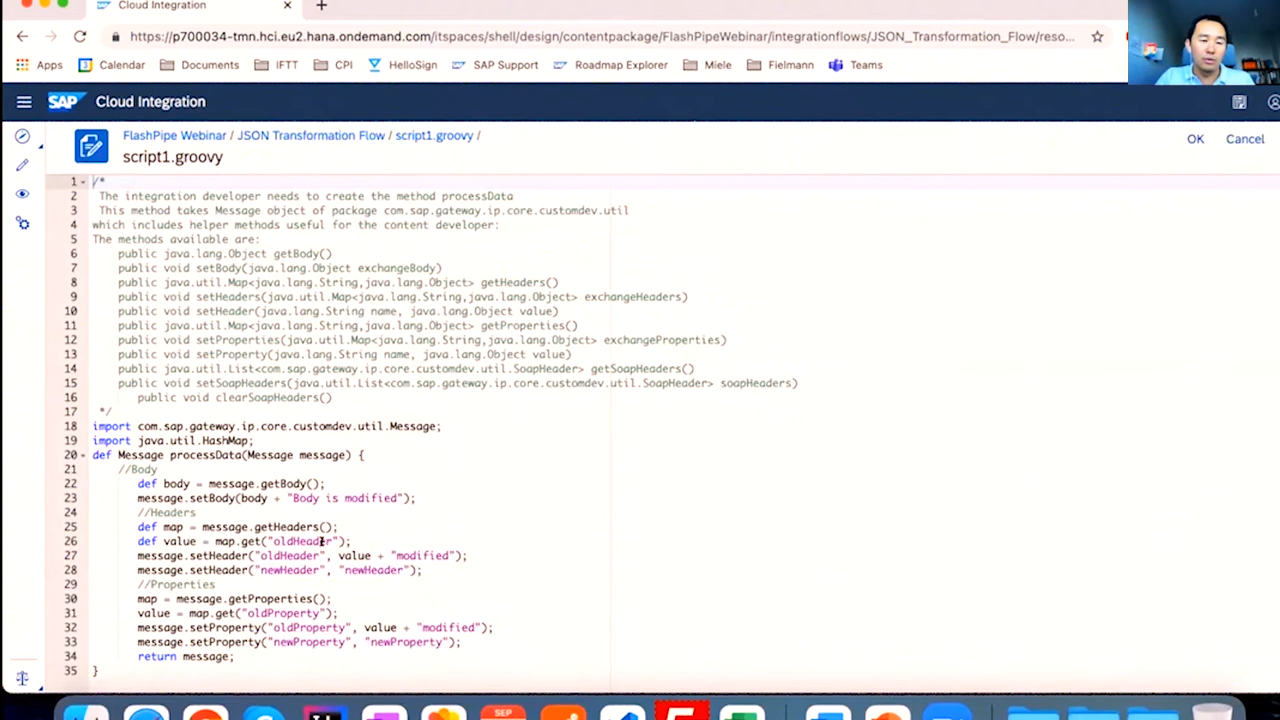 Cloud Integration
https://p700034-tmn.hci.eu2.hana.ondemand.com/itspaces/shell/design/contentpackage/FlashPipeWebinar/integrationflows/JSON_Transformation_Flow/reso...
Apps Calendar Documents IFTT CPI HelloSign SAP Support Roadmap Explorer Miele Fielmann Teams
SAP Cloud Integration
FlashPipe Webinar / JSON Transformation Flow / script1.groovy /
script1.groovy
OK Cancel
1 /*
2 The integration developer needs to create the method processData
3 This method takes Message object of package com.sap.gateway.ip.core.customdev.util
4 which includes helper methods useful for the content developer:
5 The methods available are:
6 public java.lang.Object getBody()
7 public void setBody(java.lang.Object exchangeBody)
8 public java.util.Map<java.lang.String,java.lang.Object> getHeaders()
9 public void setHeaders(java.util.Map<java.lang.String,java.lang.Object> exchangeHeaders)
10 public void setHeader(java.lang.String name, java.lang.Object value)
11 public java.util.Map<java.lang.String,java.lang.Object> getProperties()
12 public void setProperties(java.util.Map<java.lang.String,java.lang.Object> exchangeProperties)
13 public void setProperty(java.lang.String name, java.lang.Object value)
14 public java.util.List<com.sap.gateway.ip.core.customdev.util.SoapHeader> getSoapHeaders()
15 public void setSoapHeaders(java.util.List<com.sap.gateway.ip.core.customdev.util.SoapHeader> soapHeaders)
16 public void clearSoapHeaders()
17 */
18 import com.sap.gateway.ip.core.customdev.util.Message;
19 import java.util.HashMap;
20 def Message processData(Message message) {
21 //Body
22 def body = message.getBody();
23 message.setBody(body + "Body is modified");
24 //Headers
25 def map = message.getHeaders();
26 def value = map.get("oldHeader");
27 message.setHeader("oldHeader", value + "modified");
28 message.setHeader("newHeader", "newHeader");
29 //Properties
30 map = message.getProperties();
31 value = map.get("oldProperty");
32 message.setProperty("oldProperty", value + "modified");
33 message.setProperty("newProperty", "newProperty");
34 return message;
35 }
SEP